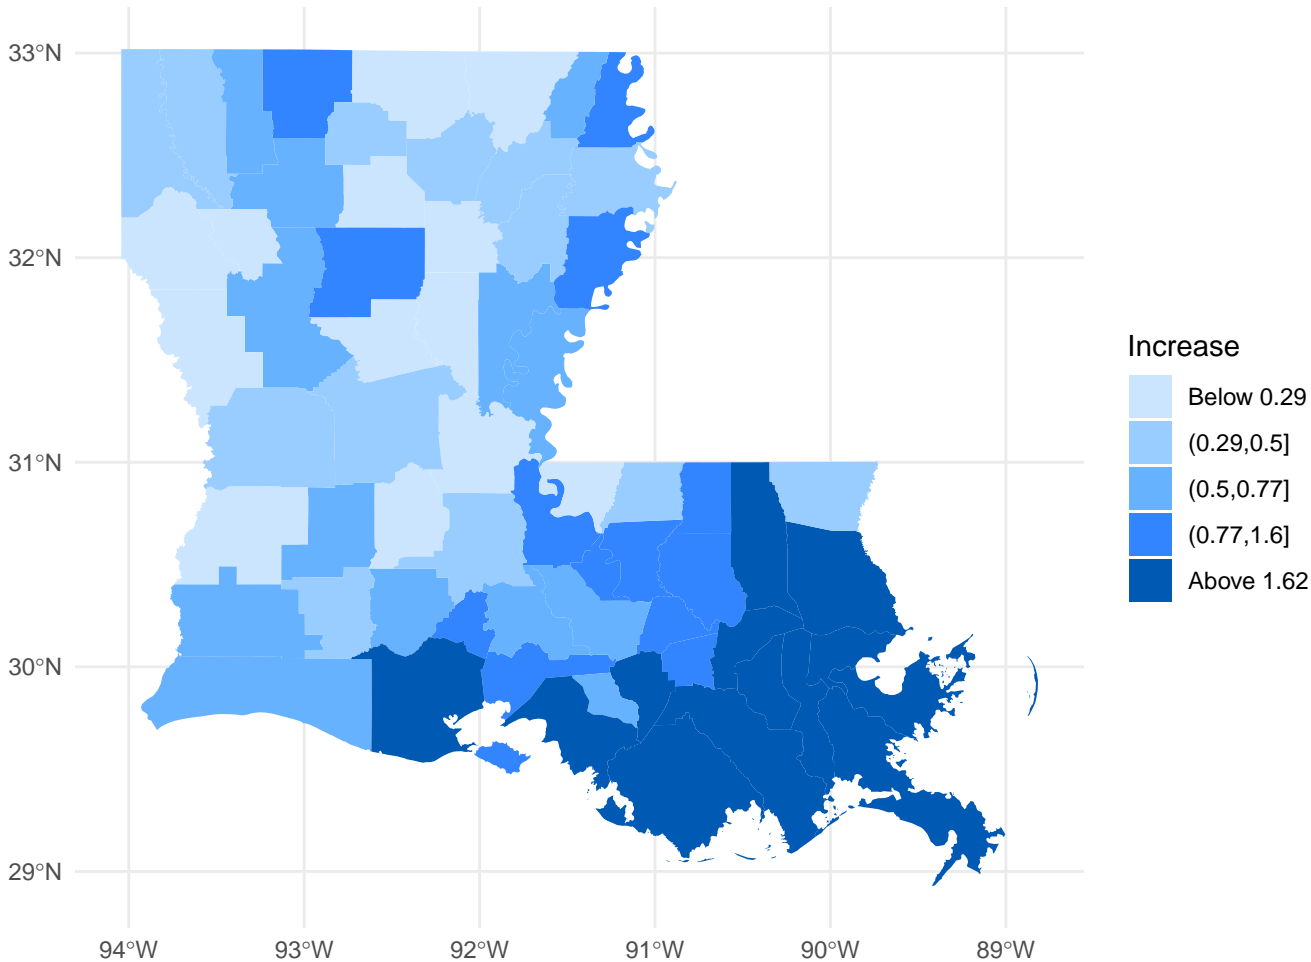 33°N
32°N
31°N
30°N
29°N
94°W
93°W
92°W
91°W
90°W
89°W
Increase
Below 0.29
(0.29,0.5]
(0.5,0.77]
(0.77,1.6]
Above 1.62